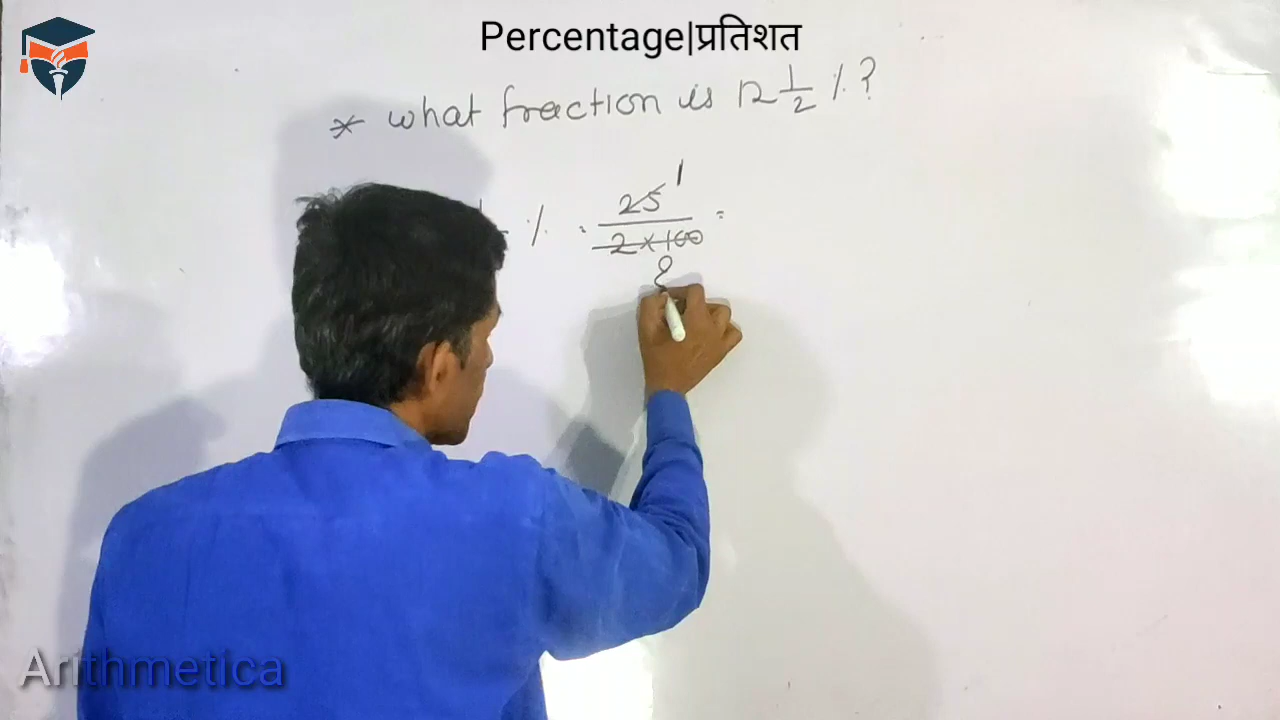 Percentage|प्रतिशत
* what fraction is 12 1/2 % ?
% . 25 1
2 x 100 =
8
Arithmetica